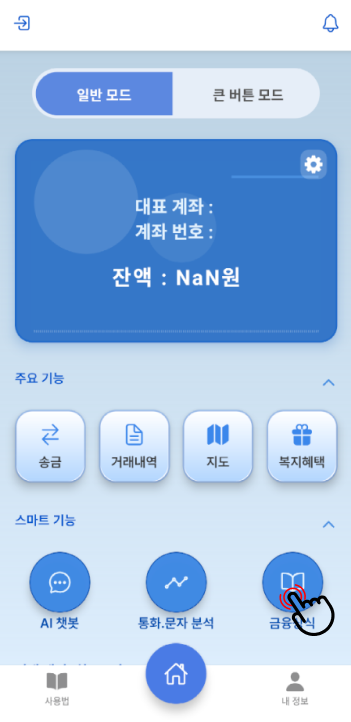 일반 모드
큰 버튼 모드
대표 계좌 :
계좌 번호 :
잔액 : NaN원
주요 기능
송금
거래내역
지도
복지혜택
스마트 기능
AI 챗봇
통화.문자 분석
금융상식
사용법
내 정보